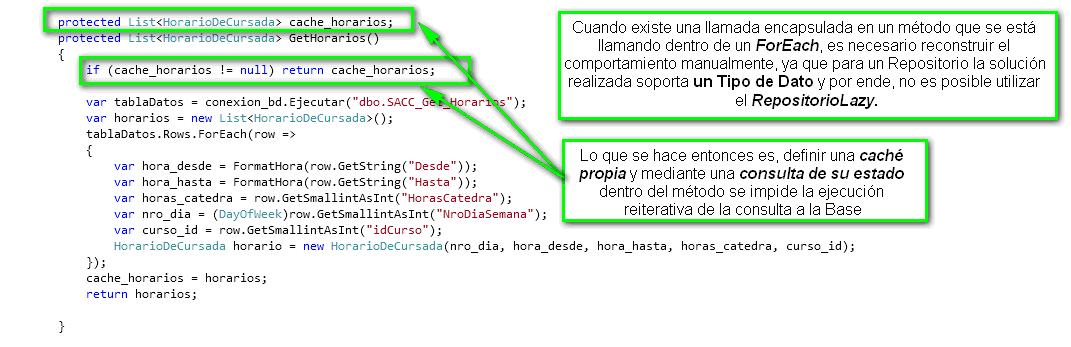 protected List<HorarioDeCursada> cache_horarios;
protected List<HorarioDeCursada> GetHorarios()
{
if (cache_horarios != null) return cache_horarios;
var tablaDatos = conexion_bd.Ejecutar("dbo.SACC_Get_Horarios");
var horarios = new List<HorarioDeCursada>();
tablaDatos.Rows.ForEach(row =>
{
var hora_desde = FormatHora(row.GetString("Desde"));
var hora_hasta = FormatHora(row.GetString("Hasta"));
var horas_catedra = row.GetSmallintAsInt("HorasCatedra");
var nro_dia = (DayOfWeek)row.GetSmallintAsInt("NroDiaSemana");
var curso_id = row.GetSmallintAsInt("idCurso");
HorarioDeCursada horario = new HorarioDeCursada(nro_dia, hora_desde, hora_hasta, horas_catedra, curso_id);
});
cache_horarios = horarios;
return horarios;
}
Cuando existe una llamada encapsulada en un método que se está
llamando dentro de un ForEach, es necesario reconstruir el
comportamiento manualmente, ya que para un Repositorio la solución
realizada soporta un Tipo de Dato y por ende, no es posible utilizar
el RepositorioLazy.
Lo que se hace entonces es, definir una caché
propia y mediante una consulta de su estado
dentro del método se impide la ejecución
reiterativa de la consulta a la Base